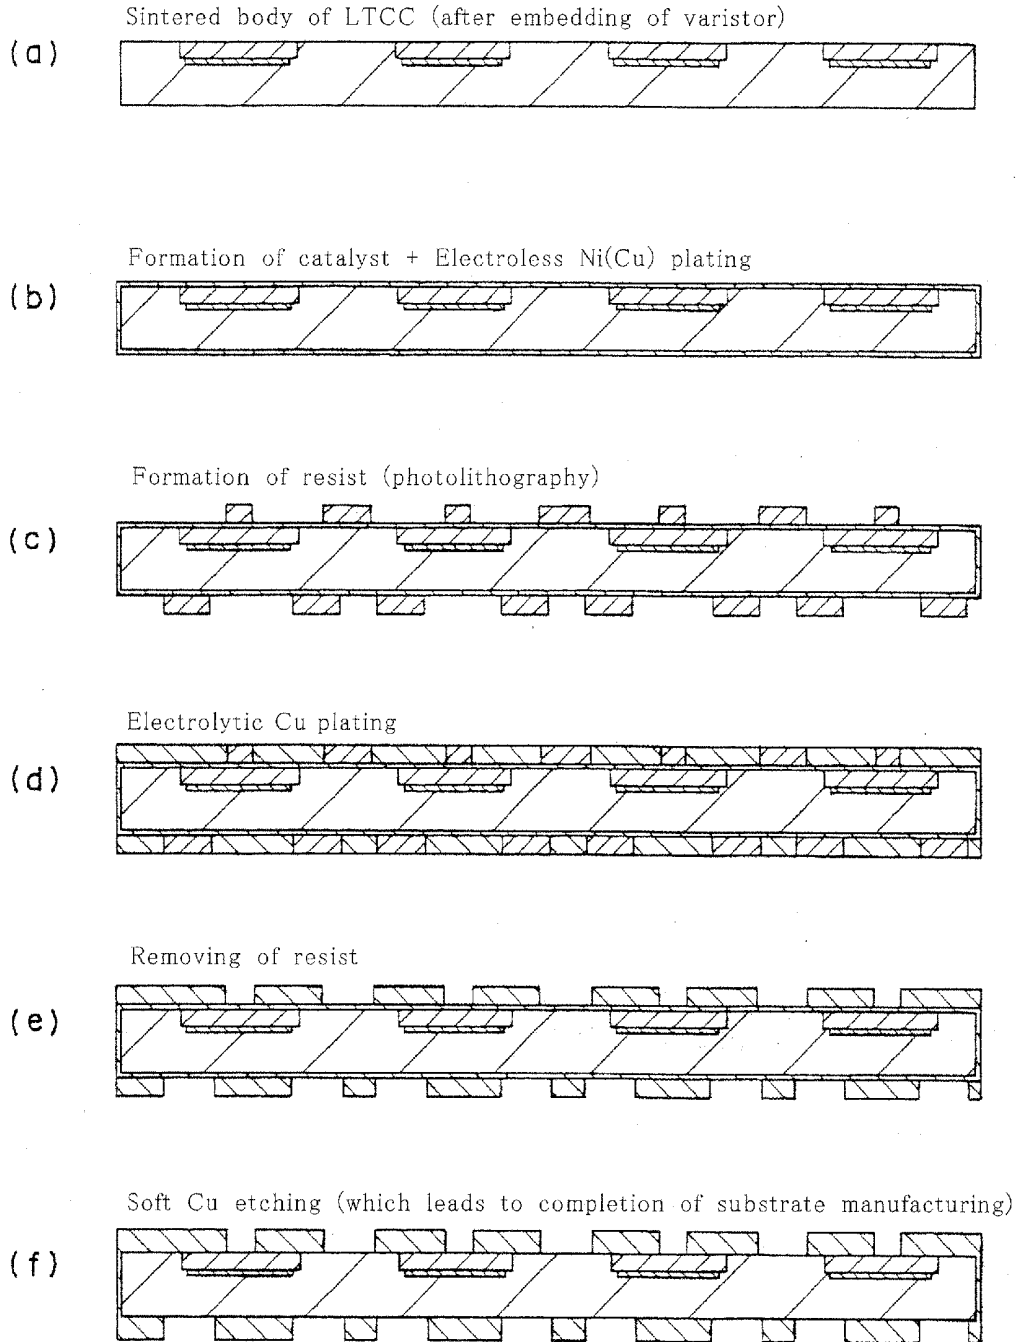 Sintered body of LTCC (after embedding of varistor)
(a)
Formation of catalyst + Electroless Ni(Cu) plating
(b)
Formation of resist (photolithography)
(c)
Electrolytic Cu plating
(d)
Removing of resist
(e)
Soft Cu etching (which leads to completion of substrate manufacturing)
(f)